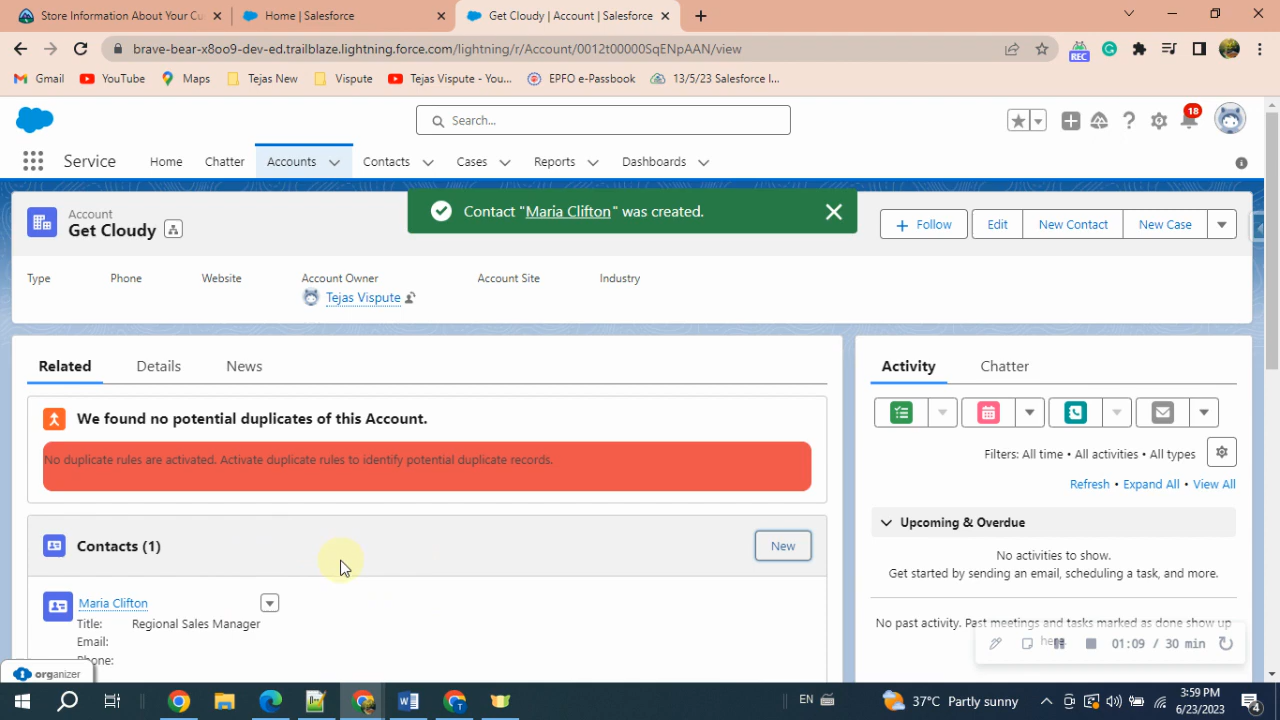 Store Information About Your Cu
Home | Salesforce
Get Cloudy | Account | Salesforce
brave-bear-x8oo9-dev-ed.trailblaze.lightning.force.com/lightning/r/Account/0012t00000SqENpAAN/view
REC
Gmail
YouTube
Maps
Tejas New
Vispute
Tejas Vispute - You...
EPFO e-Passbook
13/5/23 Salesforce I...
Search...
18
Service
Home
Chatter
Accounts
Contacts
Cases
Reports
Dashboards
Contact "Maria Clifton" was created.
Account
Get Cloudy
Follow
Edit
New Contact
New Case
Type
Phone
Website
Account Owner
Account Site
Industry
Tejas Vispute
Related
Details
News
Activity
Chatter
We found no potential duplicates of this Account.
No duplicate rules are activated. Activate duplicate rules to identify potential duplicate records.
Filters: All time • All activities • All types
Refresh • Expand All • View All
Contacts (1)
New
Upcoming & Overdue
No activities to show.
Get started by sending an email, scheduling a task, and more.
Maria Clifton
Title: Regional Sales Manager
Email:
Phone:
No past activity. Past meetings and tasks marked as done show up
he
01:09 / 30 min
organizer
EN
37°C Partly sunny
3:59 PM
6/23/2023
4